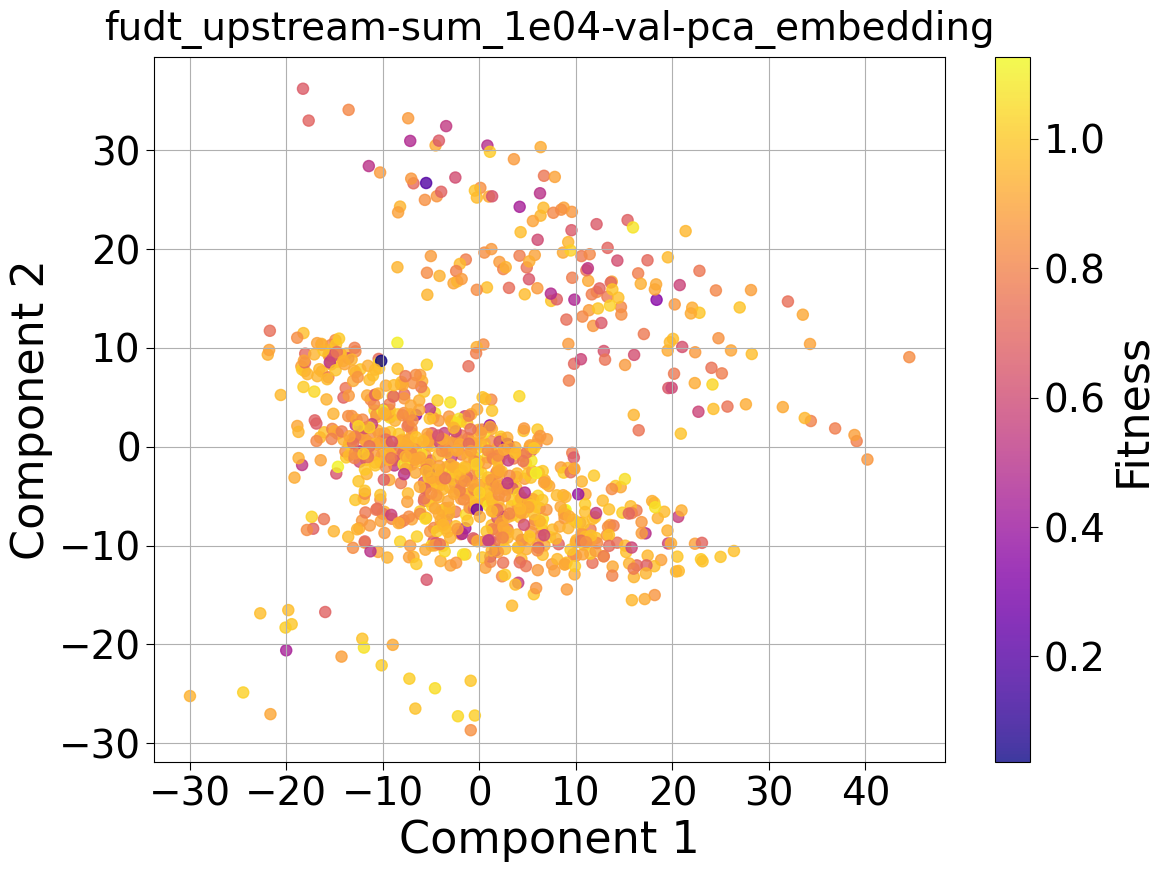 fudt_upstream-sum_1e04-val-pca_embedding
Component 2
30
20
10
0
−10
−20
−30
−30 −20 −10 0 10 20 30 40
Component 1
1.0
0.8
0.6
0.4
0.2
Fitness